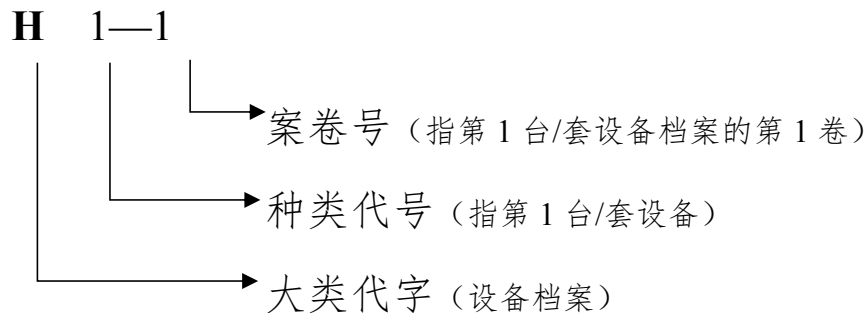 H 1—1
案卷号（指第 1 台/套设备档案的第 1 卷）
种类代号（指第 1 台/套设备）
大类代字（设备档案）